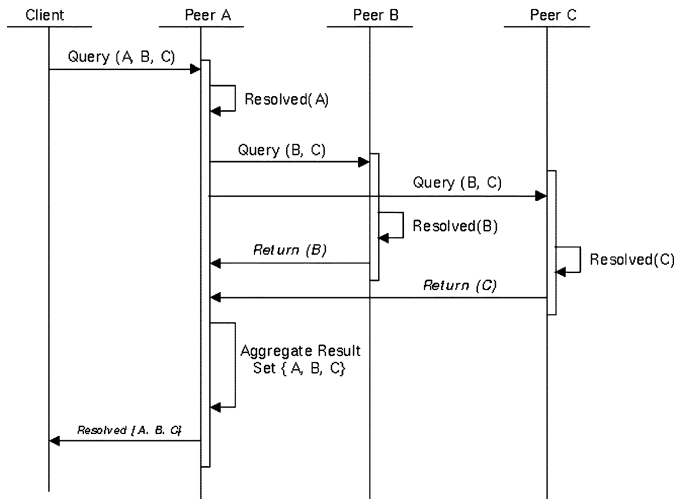 Client
Peer A
Peer B
Peer C
Query (A, B, C)
Resolved(A)
Query (B, C)
Query (B, C)
Resolved(B)
Return (B)
Resolved(C)
Return (C)
Aggregate Result
Set { A, B, C}
Resolved {A. B. C}